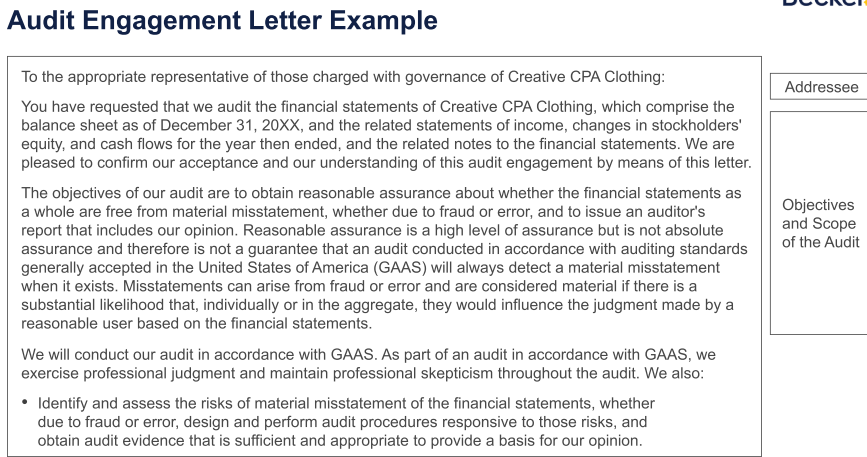 Audit Engagement Letter Example
To the appropriate representative of those charged with governance of Creative CPA Clothing:
You have requested that we audit the financial statements of Creative CPA Clothing, which comprise the
balance sheet as of December 31, 20XX, and the related statements of income, changes in stockholders'
equity, and cash flows for the year then ended, and the related notes to the financial statements. We are
pleased to confirm our acceptance and our understanding of this audit engagement by means of this letter.
The objectives of our audit are to obtain reasonable assurance about whether the financial statements as
a whole are free from material misstatement, whether due to fraud or error, and to issue an auditor's
report that includes our opinion. Reasonable assurance is a high level of assurance but is not absolute
assurance and therefore is not a guarantee that an audit conducted in accordance with auditing standards
generally accepted in the United States of America (GAAS) will always detect a material misstatement
when it exists. Misstatements can arise from fraud or error and are considered material if there is a
substantial likelihood that, individually or in the aggregate, they would influence the judgment made by a
reasonable user based on the financial statements.
We will conduct our audit in accordance with GAAS. As part of an audit in accordance with GAAS, we
exercise professional judgment and maintain professional skepticism throughout the audit. We also:
• Identify and assess the risks of material misstatement of the financial statements, whether
due to fraud or error, design and perform audit procedures responsive to those risks, and
obtain audit evidence that is sufficient and appropriate to provide a basis for our opinion.
Addressee
Objectives
and Scope
of the Audit